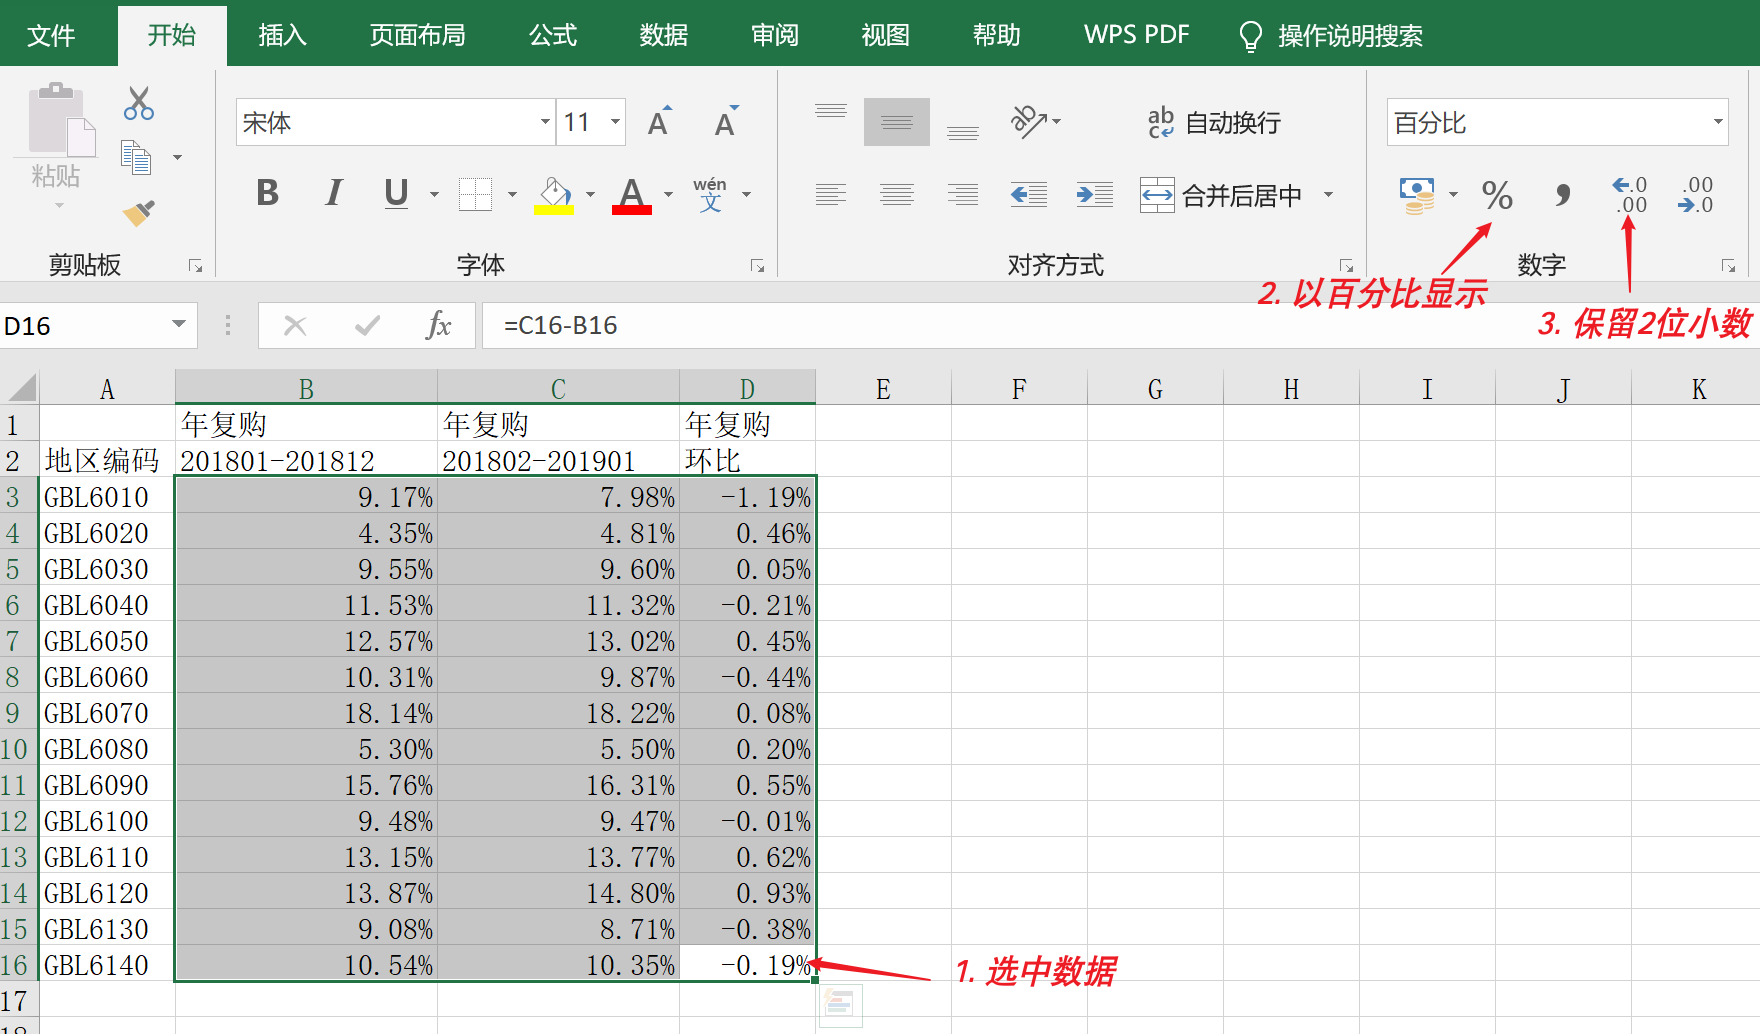 文件 开始 插入 页面布局 公式 数据 审阅 视图 帮助 WPS PDF 操作说明搜索
粘贴 宋体 11 A A ab c 自动换行 百分比
B I U A wén 文 合并后居中 % , .0 .00 .00 .0
剪贴板 字体 对齐方式 数字
2. 以百分比显示
3. 保留2位小数
D16 fx =C16-B16
A B C D E F G H I J K
1 年复购 年复购 年复购
2 地区编码 201801-201812 201802-201901 环比
3 GBL6010 9.17% 7.98% -1.19%
4 GBL6020 4.35% 4.81% 0.46%
5 GBL6030 9.55% 9.60% 0.05%
6 GBL6040 11.53% 11.32% -0.21%
7 GBL6050 12.57% 13.02% 0.45%
8 GBL6060 10.31% 9.87% -0.44%
9 GBL6070 18.14% 18.22% 0.08%
10 GBL6080 5.30% 5.50% 0.20%
11 GBL6090 15.76% 16.31% 0.55%
12 GBL6100 9.48% 9.47% -0.01%
13 GBL6110 13.15% 13.77% 0.62%
14 GBL6120 13.87% 14.80% 0.93%
15 GBL6130 9.08% 8.71% -0.38%
16 GBL6140 10.54% 10.35% -0.19% 1. 选中数据
17
18